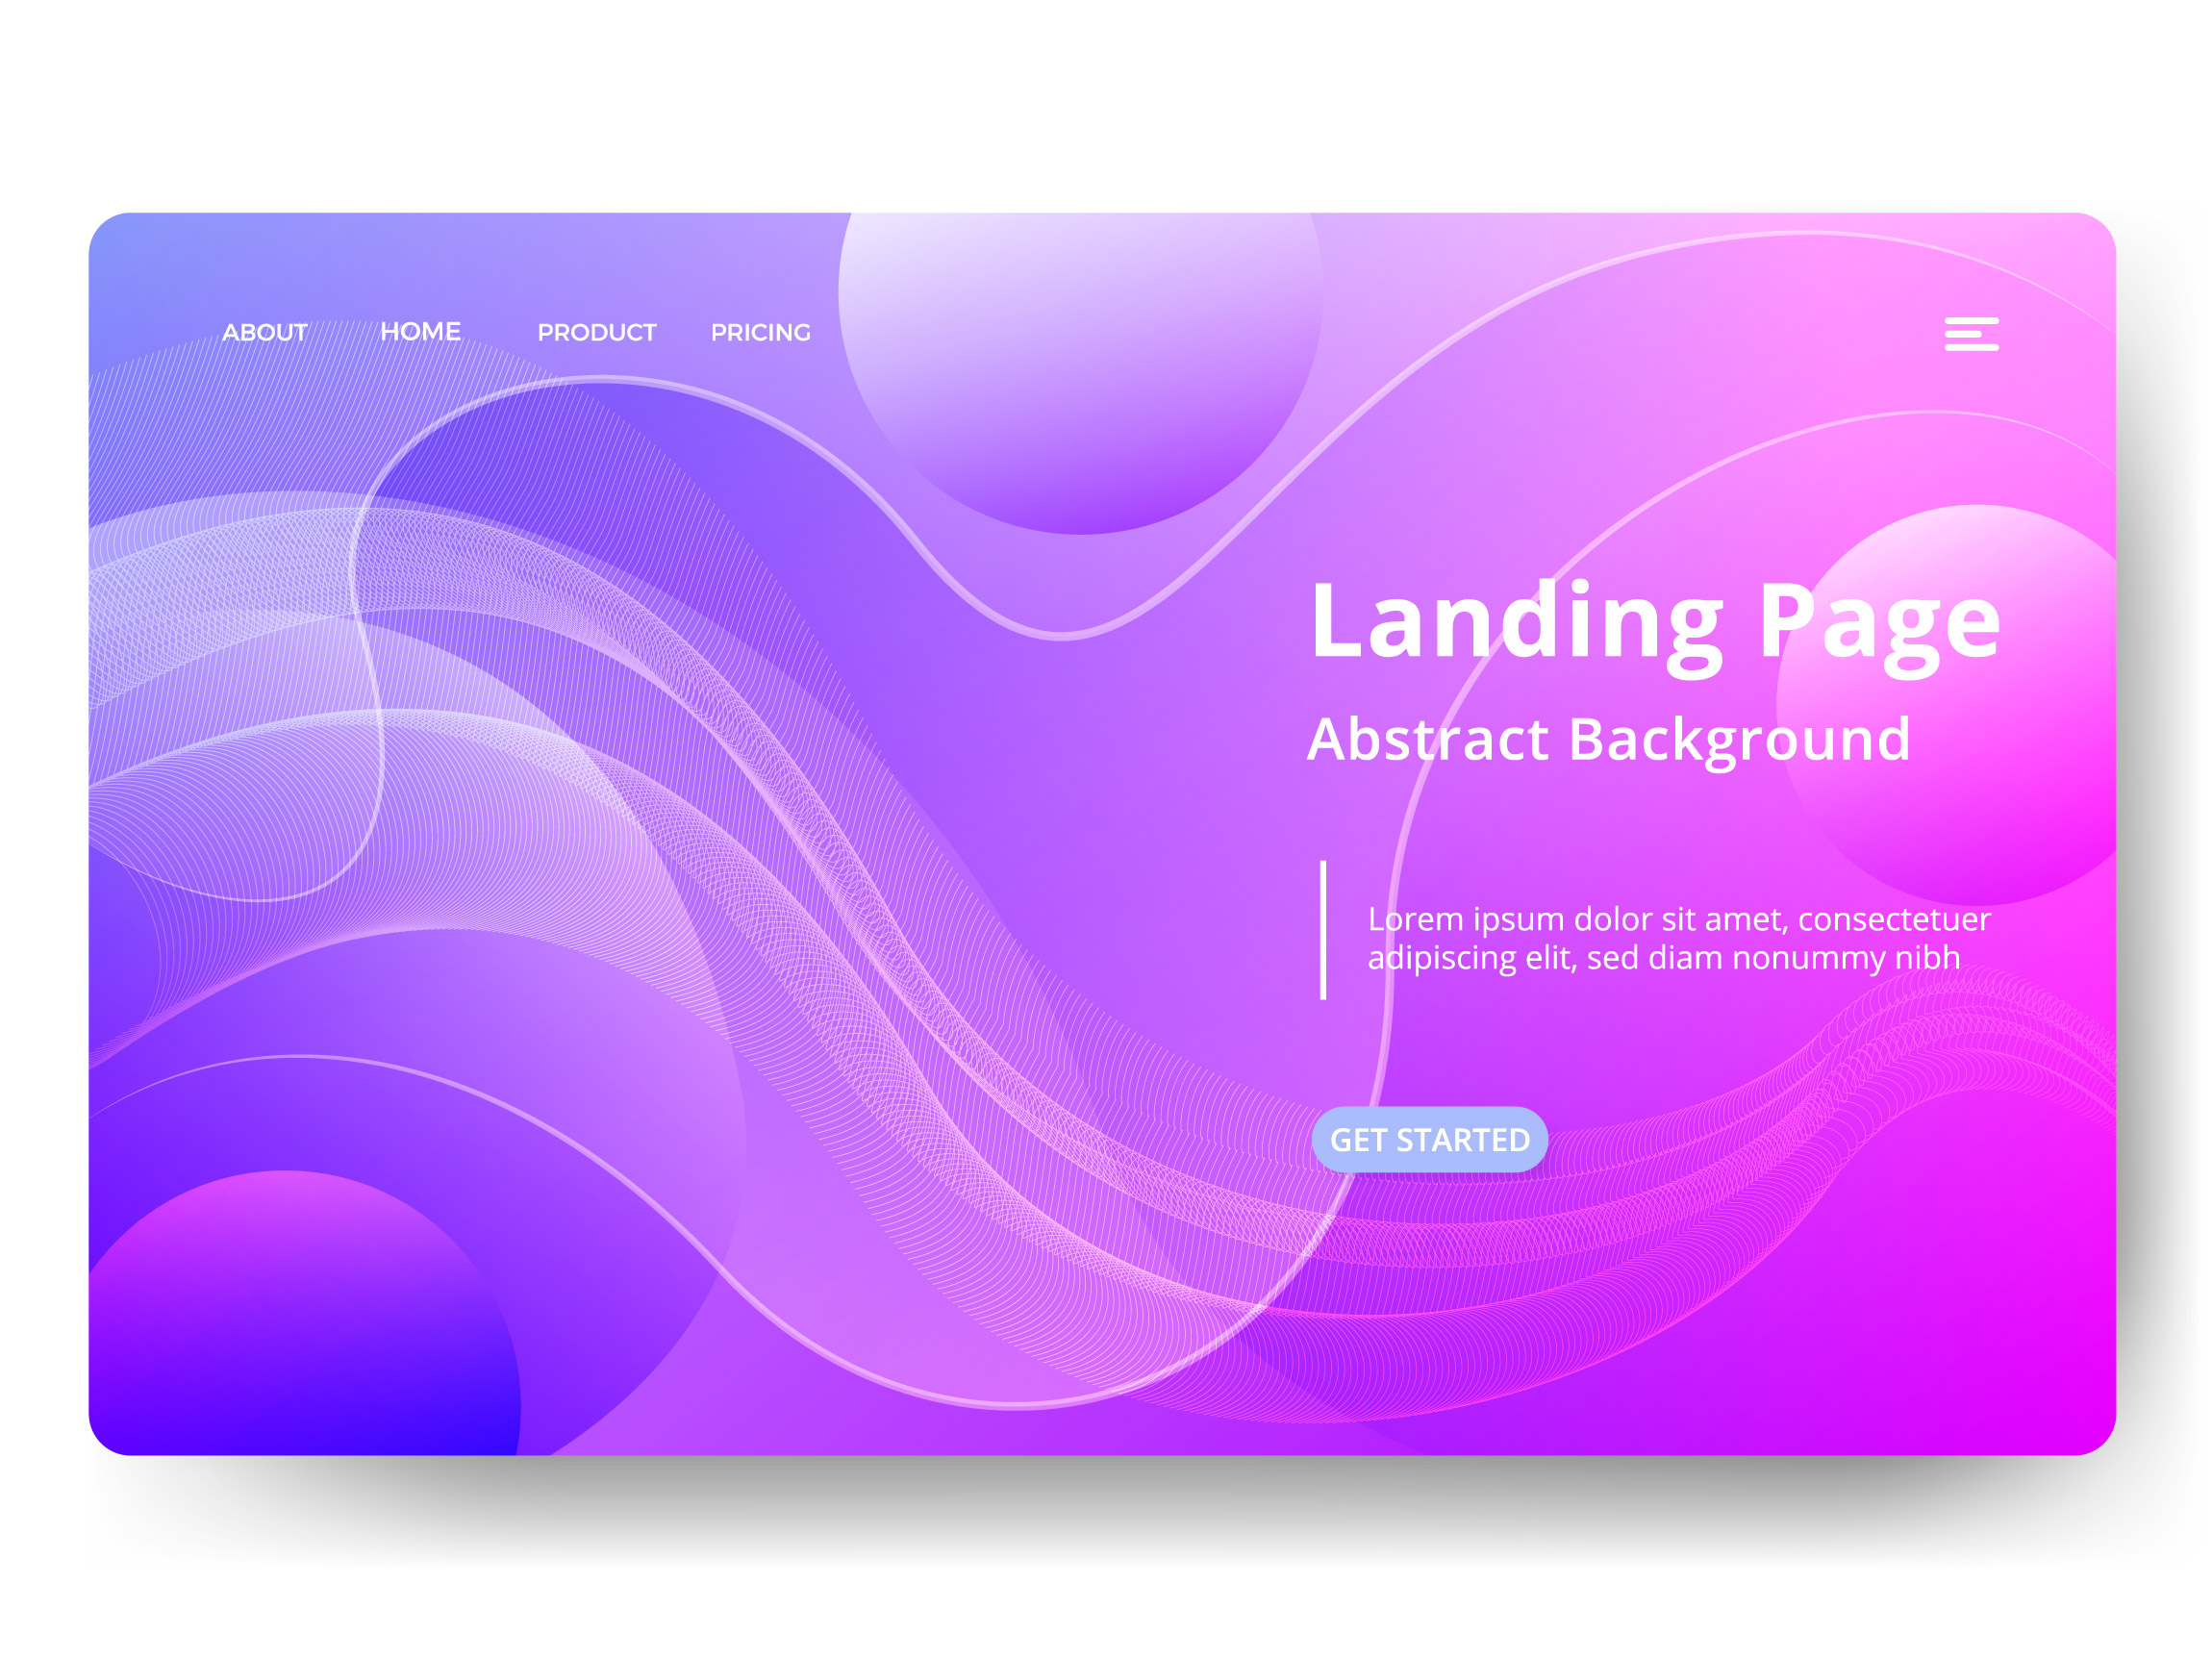 ABOUT HOME PRODUCT PRICING
Landing Page
Abstract Background
Lorem ipsum dolor sit amet, consectetuer
adipiscing elit, sed diam nonummy nibh
GET STARTED